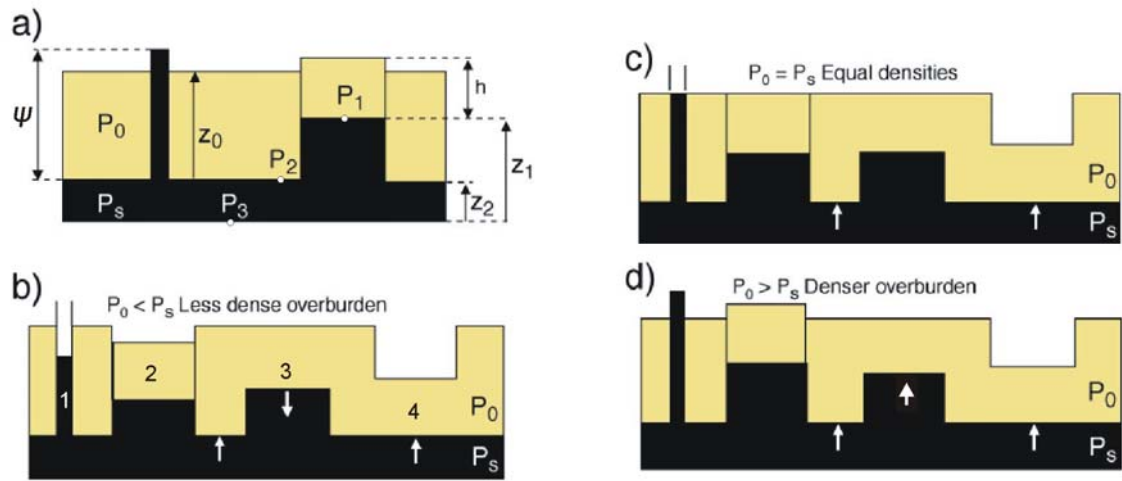 a)
ψ
P₀
z₀
P₁
h
P₂
z₁
Pₛ
P₃
z₂
b)
P₀ < Pₛ Less dense overburden
1
2
3
4
P₀
Pₛ
c)
P₀ = Pₛ Equal densities
P₀
Pₛ
d)
P₀ > Pₛ Denser overburden
P₀
Pₛ